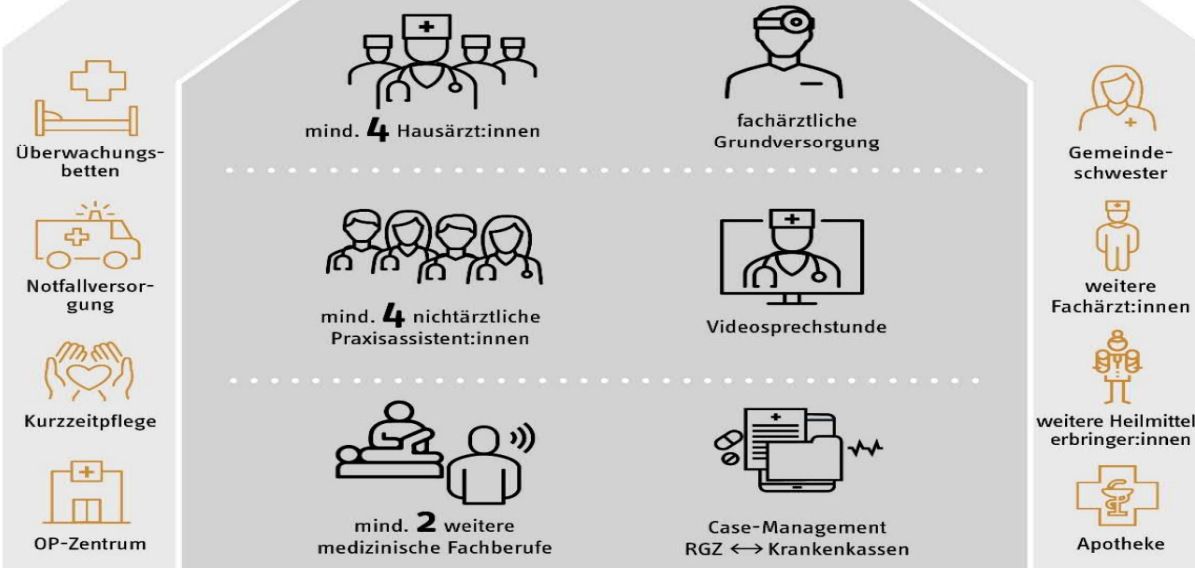 Überwachungs-
betten
Notfallversor-
gung
Kurzzeitpflege
OP-Zentrum
mind. 4 Hausärzt:innen
fachärztliche
Grundversorgung
mind. 4 nichtärztliche
Praxisassistent:innen
Videosprechstunde
mind. 2 weitere
medizinische Fachberufe
Case-Management
RGZ ↔ Krankenkassen
Gemeinde-
schwester
weitere
Fachärzt:innen
weitere Heilmittel
erbringer:innen
Apotheke